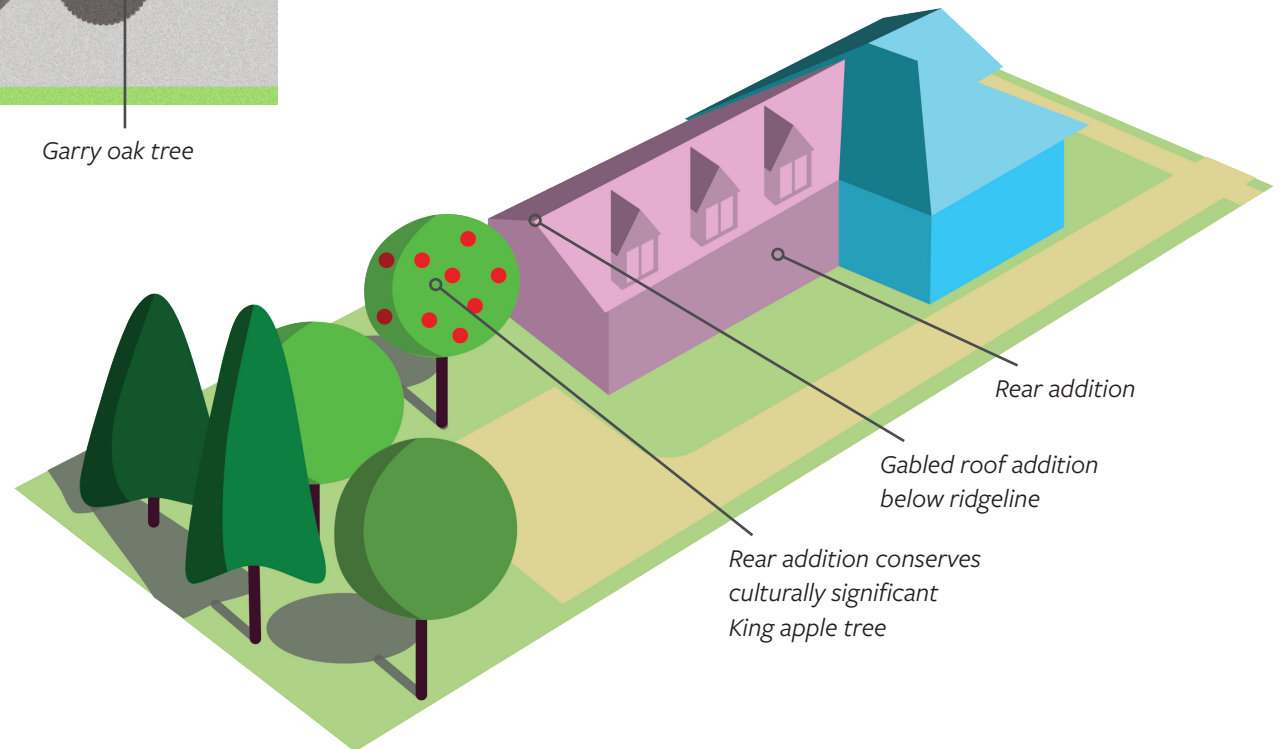 Garry oak tree
Rear addition
Gabled roof addition
below ridgeline
Rear addition conserves
culturally significant
King apple tree